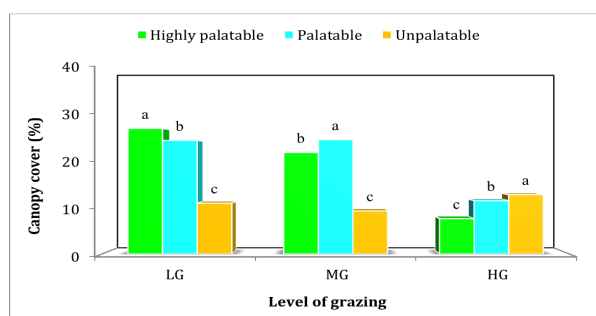 Highly palatable Palatable Unpalatable
40
30
20
10
0
Canopy cover (%)
a b c
b a c
c b a
LG MG HG
Level of grazing